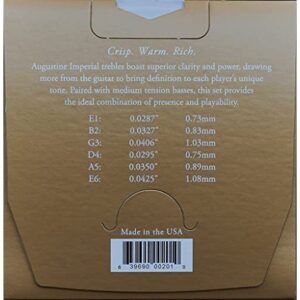 Crisp. Warm. Rich.
Augustine Imperial trebles boast superior clarity and power, drawing
more from the guitar to bring definition to each player's unique
tone. Paired with medium tension basses, this set provides
the ideal combination of presence and playability.
E1: 0.0287" 0.73mm
B2: 0.0327" 0.83mm
G3: 0.0406" 1.03mm
D4: 0.0295" 0.75mm
A5: 0.0350" 0.89mm
E6: 0.0425" 1.08mm
Made in the USA
6 39690 00201 9